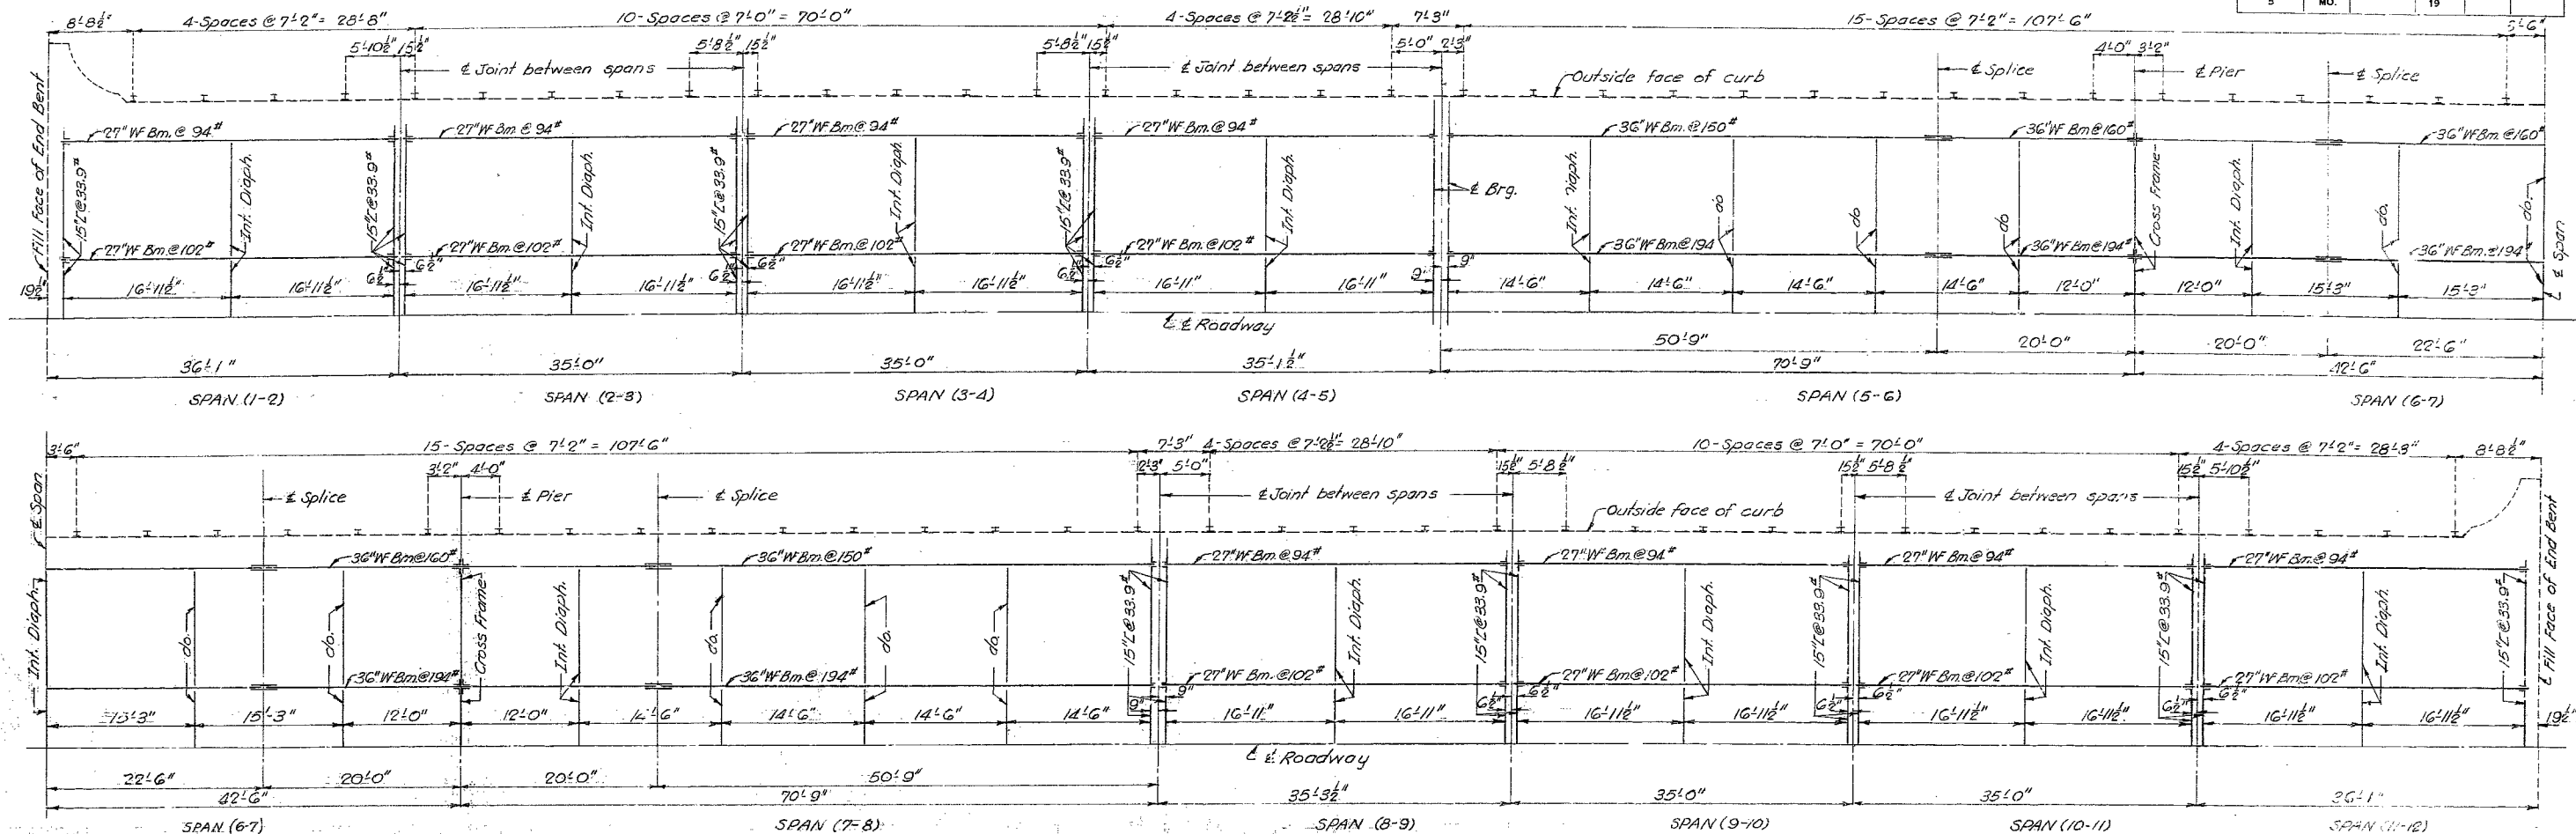 5 MO. 19
8'-8½" 4-Spaces @ 7'-2" = 28'-8" 10-Spaces @ 7'-0" = 70'-0" 4-Spaces @ 7'-2½" = 28'-10" 7'-3" 15-Spaces @ 7'-2" = 107'-6"
3'-6"
5'-10½" 15½" 5'-8½" 15½" 5'-8½" 15½" 5'-0" 2'-3" 4'-0" 3'-2"
℄ Joint between spans ℄ Joint between spans ℄ Splice ℄ Pier ℄ Splice
Outside face of curb
℄ Fill Face of End Bent
27"WF Bm. @ 94# 27"WF Bm. @ 94# 27"WF Bm. @ 94# 27"WF Bm. @ 94# 36"WF Bm. @ 150# 36"WF Bm. @ 160# 36"WF Bm. @ 160#
15"[ @ 33.9# Int. Diaph. 15"[ @ 33.9# Int. Diaph. 15"[ @ 33.9# Int. Diaph. 15"[ @ 33.9# Int. Diaph. ℄ Brg. Int. Diaph. do do do Cross Frame Int. Diaph. do. do.
27"WF Bm. @ 102# 27"WF Bm. @ 102# 27"WF Bm. @ 102# 27"WF Bm. @ 102# 36"WF Bm. @ 194 36"WF Bm. @ 194# 36"WF Bm. @ 194#
6½" 6½" 6½" 6½" 6½" 6½" 9" 9"
19½" 16'-11½" 16'-11½" 16'-11½" 16'-11½" 16'-11½" 16'-11½" 16'-11" 16'-11" 14'-6" 14'-6" 14'-6" 14'-6" 12'-0" 12'-0" 15'-3" 15'-3"
℄ Span
℄ Roadway
50'-9" 20'-0" 20'-0" 22'-6"
36'-1" 35'-0" 35'-0" 35'-1½" 70'-9" 42'-6"
SPAN (1-2) SPAN (2-3) SPAN (3-4) SPAN (4-5) SPAN (5-6) SPAN (6-7)
3'-6" 15-Spaces @ 7'-2" = 107'-6" 7'-3" 4-Spaces @ 7'-2½" = 28'-10" 10-Spaces @ 7'-0" = 70'-0" 4-Spaces @ 7'-2" = 28'-8" 8'-8½"
3'-2" 4'-0" 2'-3" 5'-0" 15½" 5'-8½" 15½" 5'-8½" 15½" 5'-10½"
℄ Span ℄ Splice ℄ Pier ℄ Splice ℄ Joint between spans ℄ Joint between spans
Outside face of curb
36"WF Bm @ 160# 36"WF Bm. @ 150# 27"WF Bm. @ 94# 27"WF Bm. @ 94# 27"WF Bm. @ 94# 27"WF Bm. @ 94#
Int. Diaph. do. do. Cross Frame Int. Diaph. do. do. do. 15"[ @ 33.9# Int. Diaph. 15"[ @ 33.9# Int. Diaph. 15"[ @ 33.9# Int. Diaph. 15"[ @ 33.9# Int. Diaph. 15"[ @ 33.9#
℄ Fill Face of End Bent
36"WF Bm @ 194# 36"WF Bm. @ 194# 27"WF Bm. @ 102# 27"WF Bm. @ 102# 27"WF Bm. @ 102# 27"WF Bm. @ 102#
9" 9" 6½" 6½" 6½" 6½" 6½" 6½"
15'-3" 15'-3" 12'-0" 12'-0" 14'-6" 14'-6" 14'-6" 14'-6" 16'-11" 16'-11" 16'-11½" 16'-11½" 16'-11½" 16'-11½" 16'-11½" 16'-11½" 19½"
℄ Roadway
22'-6" 20'-0" 20'-0" 50'-9"
42'-6" 70'-9" 35'-3½" 35'-0" 35'-0" 36'-1"
SPAN (6-7) SPAN (7-8) SPAN (8-9) SPAN (9-10) SPAN (10-11) SPAN (11-12)